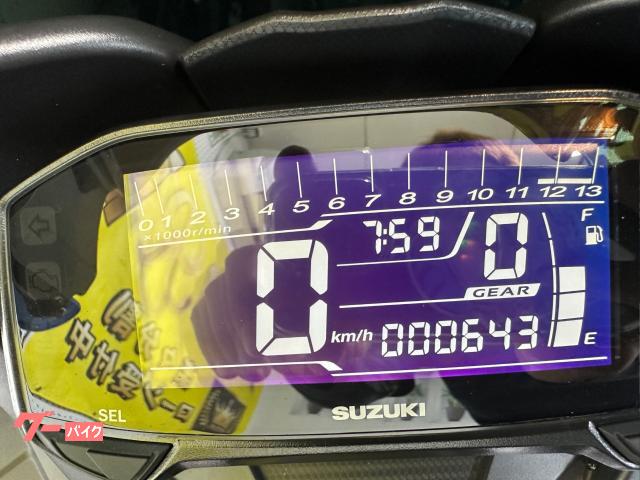 0 1 2 3 4 5 6 7 8 9 10 11 12 13
×1000r/min
7:59
0
F
0
GEAR
km/h
000643
E
SEL
SUZUKI
グーバイク